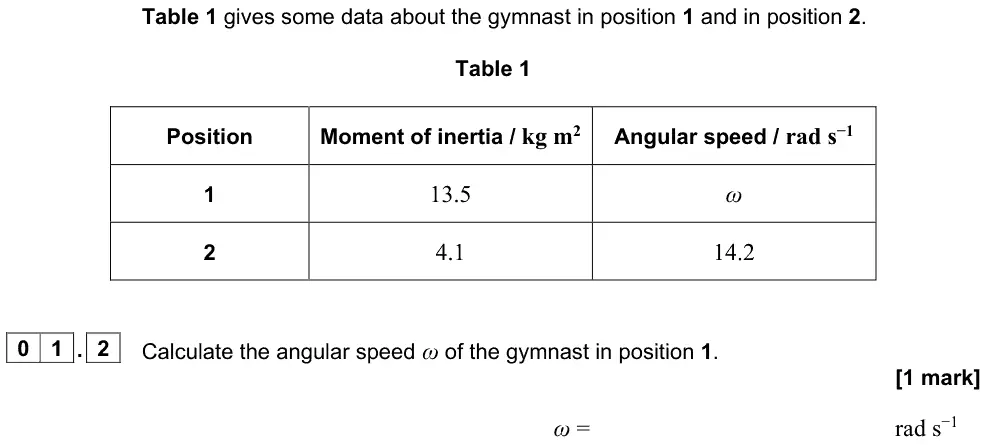 Table 1 gives some data about the gymnast in position 1 and in position 2.
Table 1
Position Moment of inertia / kg m² Angular speed / rad s⁻¹
1 13.5 ω
2 4.1 14.2
0 1 . 2 Calculate the angular speed ω of the gymnast in position 1.
[1 mark]
ω = rad s⁻¹